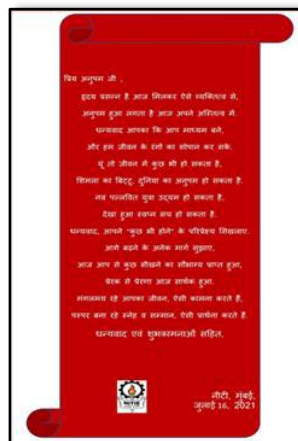 प्रिय अनुपम जी ,
हृदय प्रसन्न है आज मिलकर ऐसे व्यक्तित्व से,
अनुपम हुआ लगता है आज अपने अस्तित्व में.
धन्यवाद आपका कि आप माध्यम बने,
और हम जीवन के रंगों का सोपान कर सके.
यूं तो जीवन में कुछ भी हो सकता है,
शिमला का बिट्टू, दुनिया का अनुपम हो सकता है.
नव पल्लवित युवा उद्यम हो सकता है,
देखा हुआ स्वप्न सच हो सकता है.
धन्यवाद, आपने "कुछ भी होने" के परिप्रेक्ष्य सिखलाए.
आगे बढ़ने के अनेक मार्ग सुझाए.
आज आप से कुछ सीखने का सौभाग्य प्राप्त हुआ,
प्रेरक से प्रेरणा आज सार्थक हुआ.
मंगलमय रहे आपका जीवन, ऐसी कामना करते हैं,
परस्पर बना रहे स्नेह व सम्मान, ऐसी प्रार्थना करते हैं.
धन्यवाद एवं शुभकामनाओं सहित,
नीटी, मुंबई,
जुलाई 16, 2021